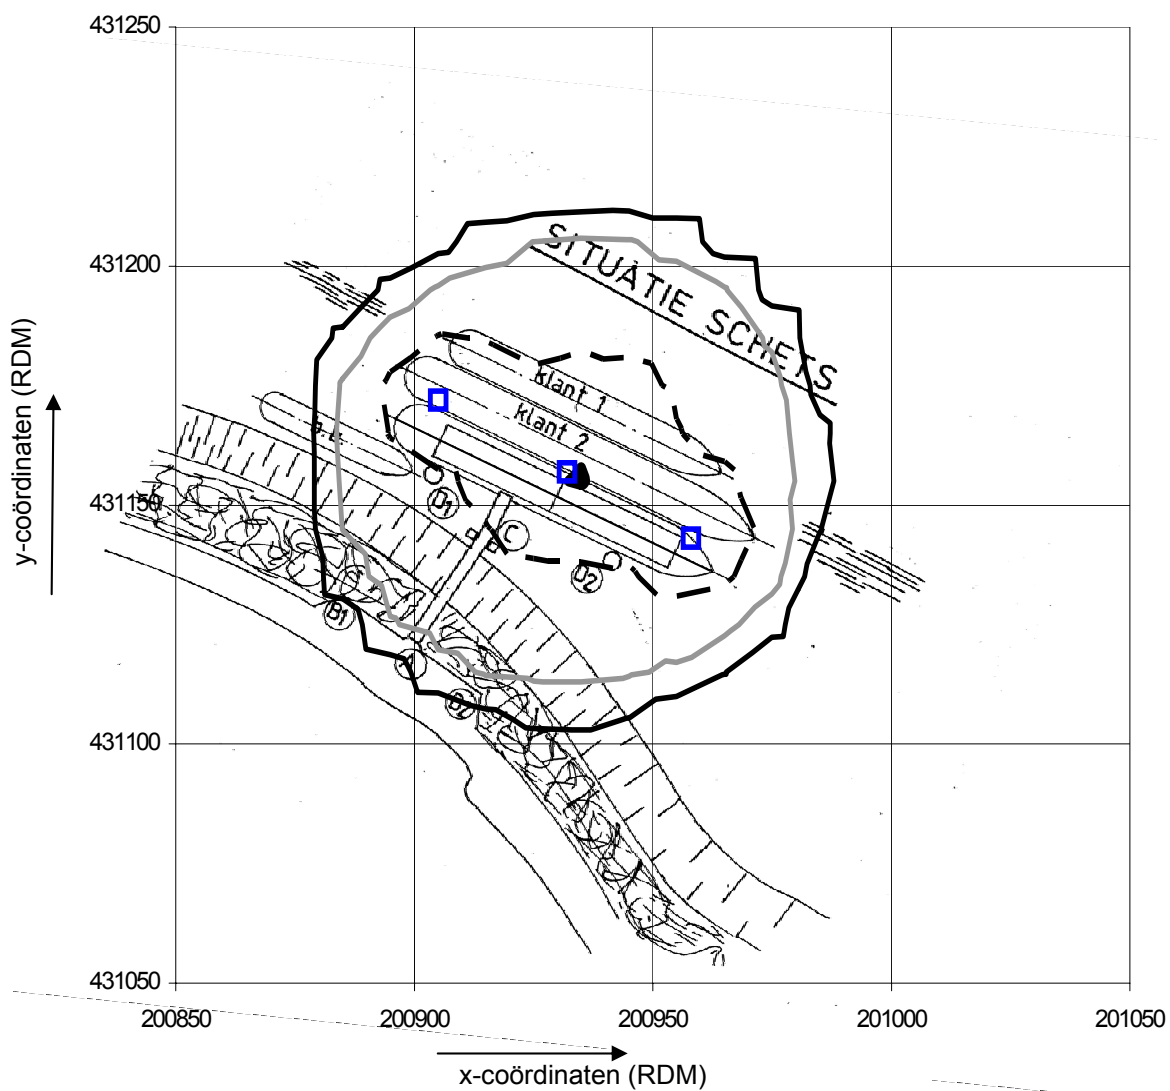 431250
431200
431150
431100
431050
200850
200900
200950
201000
201050
y-coördinaten (RDM)
x-coördinaten (RDM)
SITUATIE SCHETS
klant 1
klant 2
D1
C
D2
B1
A
B2